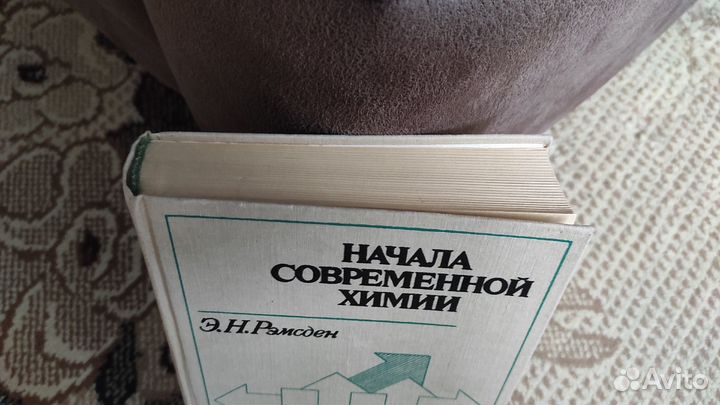 НАЧАЛА
СОВРЕМЕННОЙ
ХИМИИ
Э.Н.Рэмсден
Avito